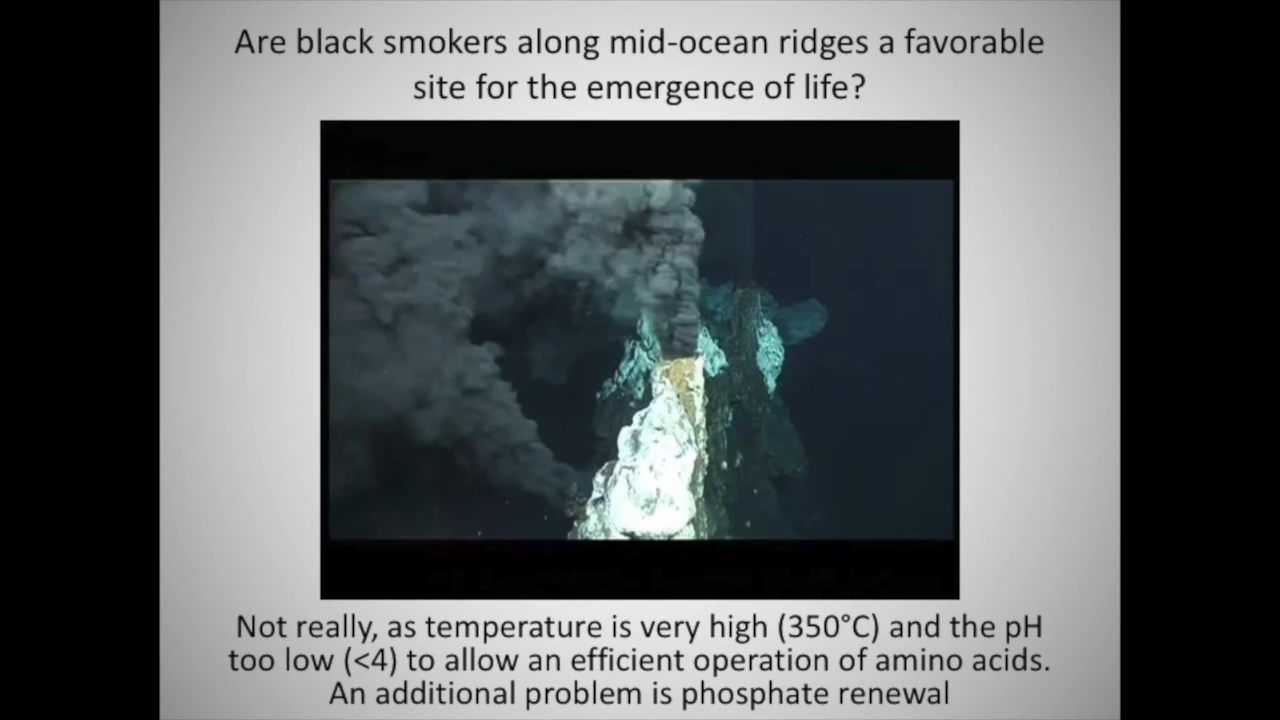 Are black smokers along mid-ocean ridges a favorable
site for the emergence of life?
Not really, as temperature is very high (350°C) and the pH
too low (<4) to allow an efficient operation of amino acids.
An additional problem is phosphate renewal